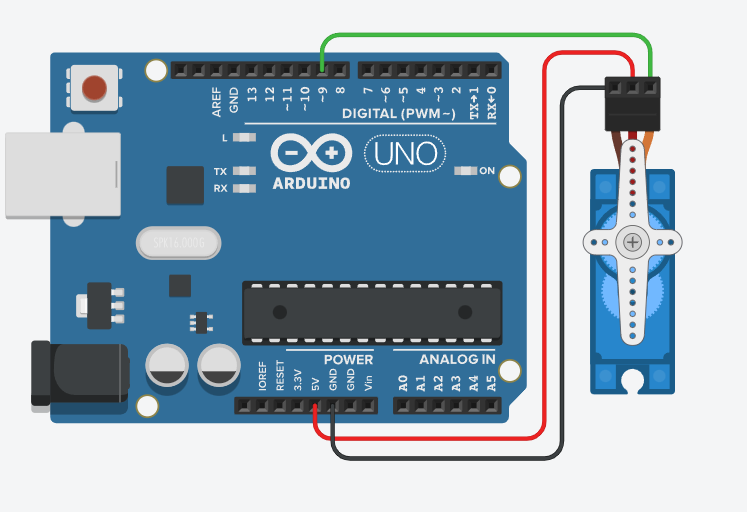 AREF
GND
13
12
~11
~10
~9
8
7
~6
~5
4
~3
2
TX→1
RX←0
DIGITAL (PWM~)
L
TX
RX
ARDUINO
UNO
ON
SPK16.000G
POWER
ANALOG IN
IOREF
RESET
3.3V
5V
GND
GND
Vin
A0
A1
A2
A3
A4
A5